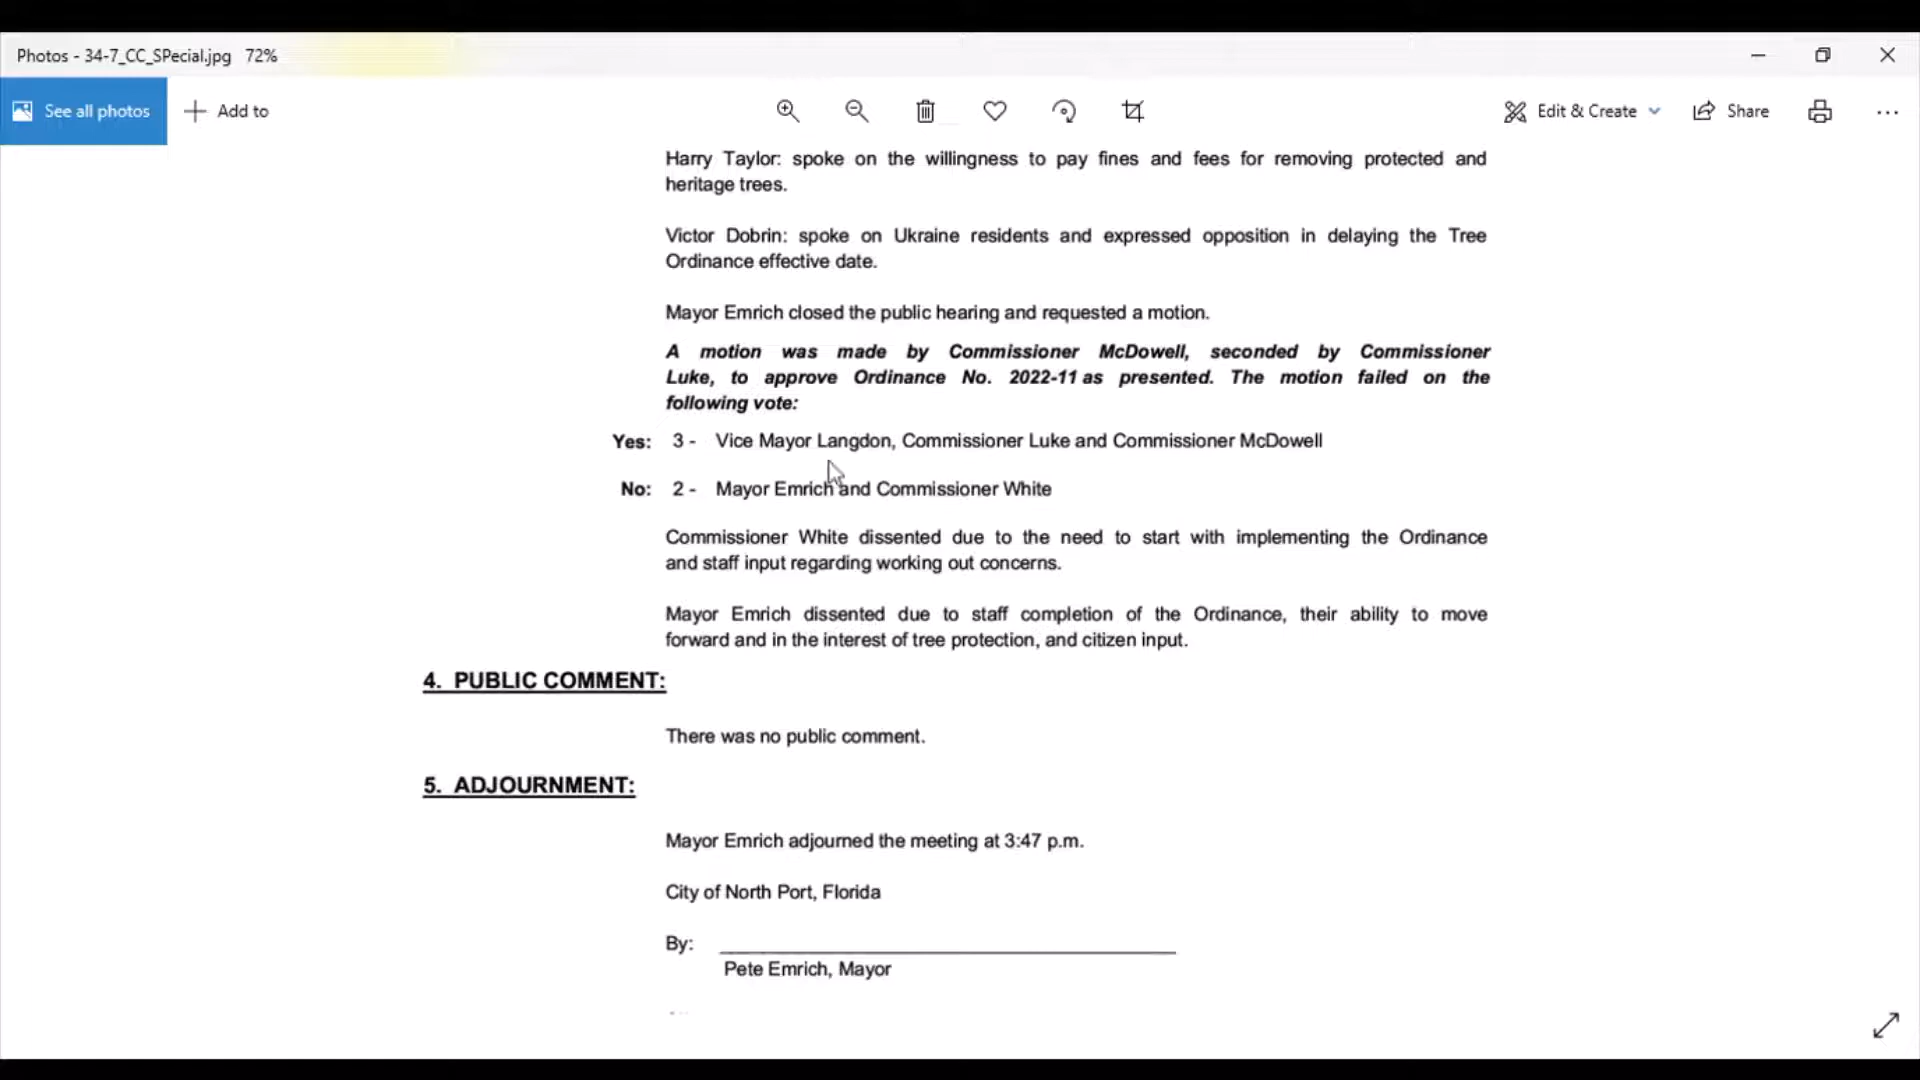 Photos - 34-7_CC_SPecial.jpg 72%
See all photos
Add to
Edit & Create
Share
Harry Taylor: spoke on the willingness to pay fines and fees for removing protected and
heritage trees.
Victor Dobrin: spoke on Ukraine residents and expressed opposition in delaying the Tree
Ordinance effective date.
Mayor Emrich closed the public hearing and requested a motion.
A motion was made by Commissioner McDowell, seconded by Commissioner
Luke, to approve Ordinance No. 2022-11 as presented. The motion failed on the
following vote:
Yes: 3 - Vice Mayor Langdon, Commissioner Luke and Commissioner McDowell
No: 2 - Mayor Emrich and Commissioner White
Commissioner White dissented due to the need to start with implementing the Ordinance
and staff input regarding working out concerns.
Mayor Emrich dissented due to staff completion of the Ordinance, their ability to move
forward and in the interest of tree protection, and citizen input.
4. PUBLIC COMMENT:
There was no public comment.
5. ADJOURNMENT:
Mayor Emrich adjourned the meeting at 3:47 p.m.
City of North Port, Florida
By:
Pete Emrich, Mayor